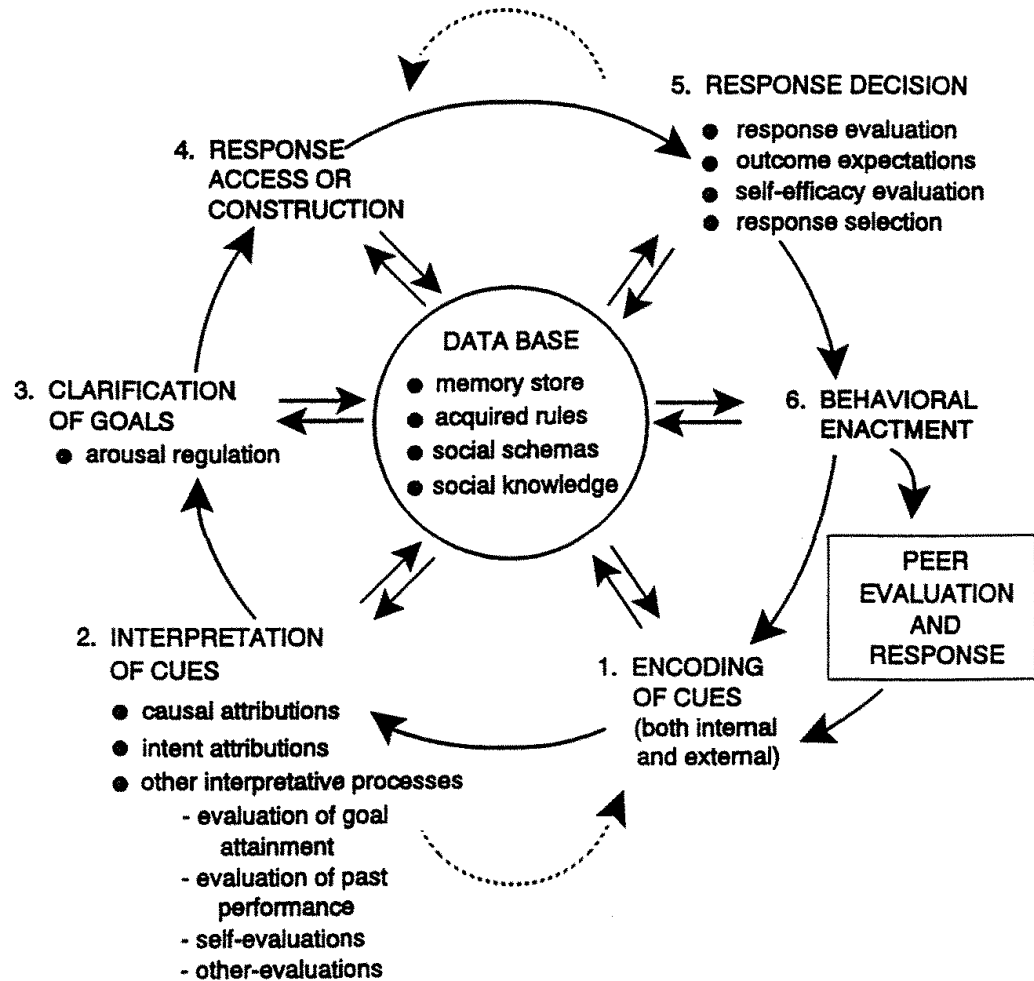 5. RESPONSE DECISION
● response evaluation
● outcome expectations
● self-efficacy evaluation
● response selection
4. RESPONSE
ACCESS OR
CONSTRUCTION
DATA BASE
● memory store
● acquired rules
● social schemas
● social knowledge
3. CLARIFICATION
OF GOALS
● arousal regulation
6. BEHAVIORAL
ENACTMENT
PEER
EVALUATION
AND
RESPONSE
2. INTERPRETATION
OF CUES
● causal attributions
● intent attributions
● other interpretative processes
- evaluation of goal
attainment
- evaluation of past
performance
- self-evaluations
- other-evaluations
1. ENCODING
OF CUES
(both internal
and external)